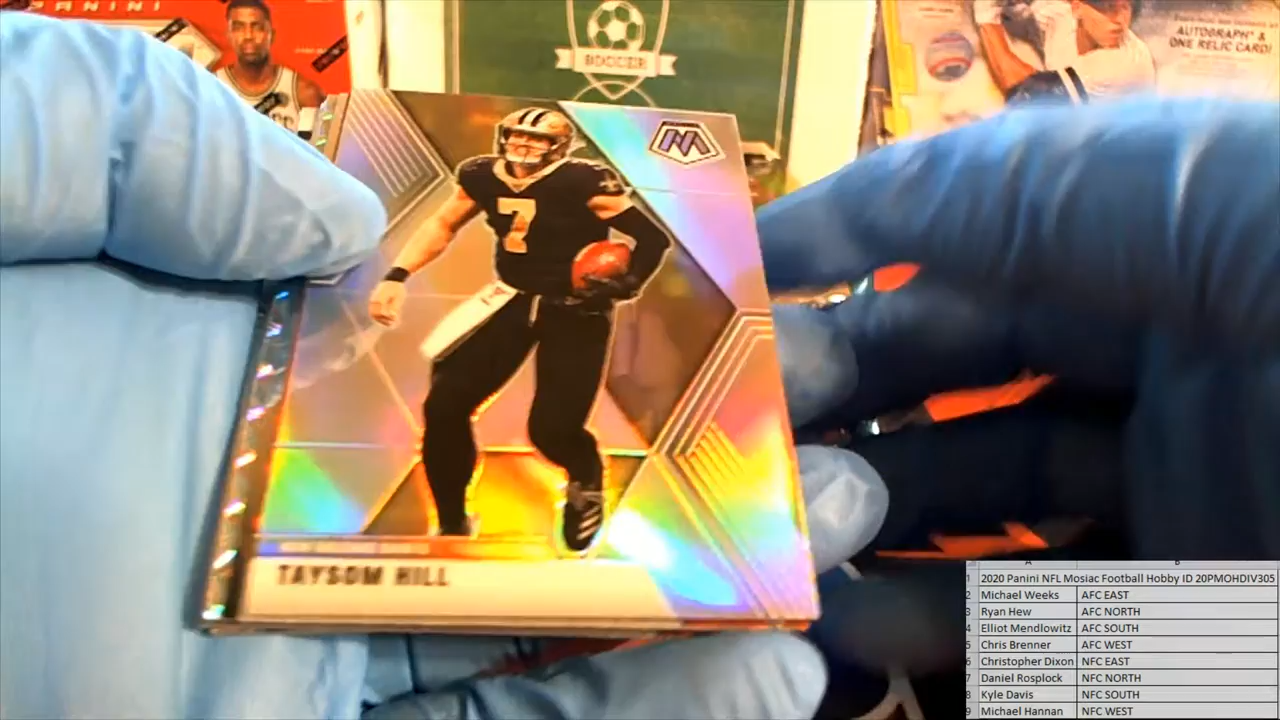 PANINI
SOCCER
AUTOGRAPH &
ONE RELIC CARD!
M
7
TAYSOM HILL
A B
1 2020 Panini NFL Mosiac Football Hobby ID 20PMOHDIV305
2 Michael Weeks AFC EAST
3 Ryan Hew AFC NORTH
4 Elliot Mendlowitz AFC SOUTH
5 Chris Brenner AFC WEST
6 Christopher Dixon NFC EAST
7 Daniel Rosplock NFC NORTH
8 Kyle Davis NFC SOUTH
9 Michael Hannan NFC WEST